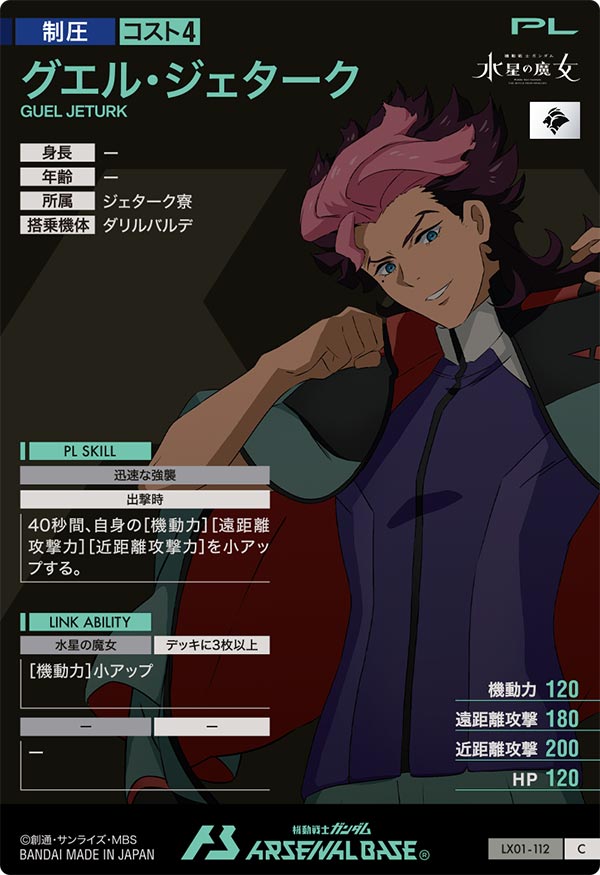 制圧 コスト4
PL
グエル・ジェターク
GUEL JETURK
機動戦士ガンダム
水星の魔女
身長 ー
年齢 ー
所属 ジェターク寮
搭乗機体 ダリルバルデ
PL SKILL
迅速な強襲
出撃時
40秒間、自身の[機動力][遠距離
攻撃力][近距離攻撃力]を小アッ
プする。
LINK ABILITY
水星の魔女 デッキに3枚以上
[機動力]小アップ
ー ー
ー
機動力 120
遠距離攻撃 180
近距離攻撃 200
HP 120
©創通・サンライズ・MBS
BANDAI MADE IN JAPAN
機動戦士ガンダム
AB ARSENAL BASE®
LX01-112 C